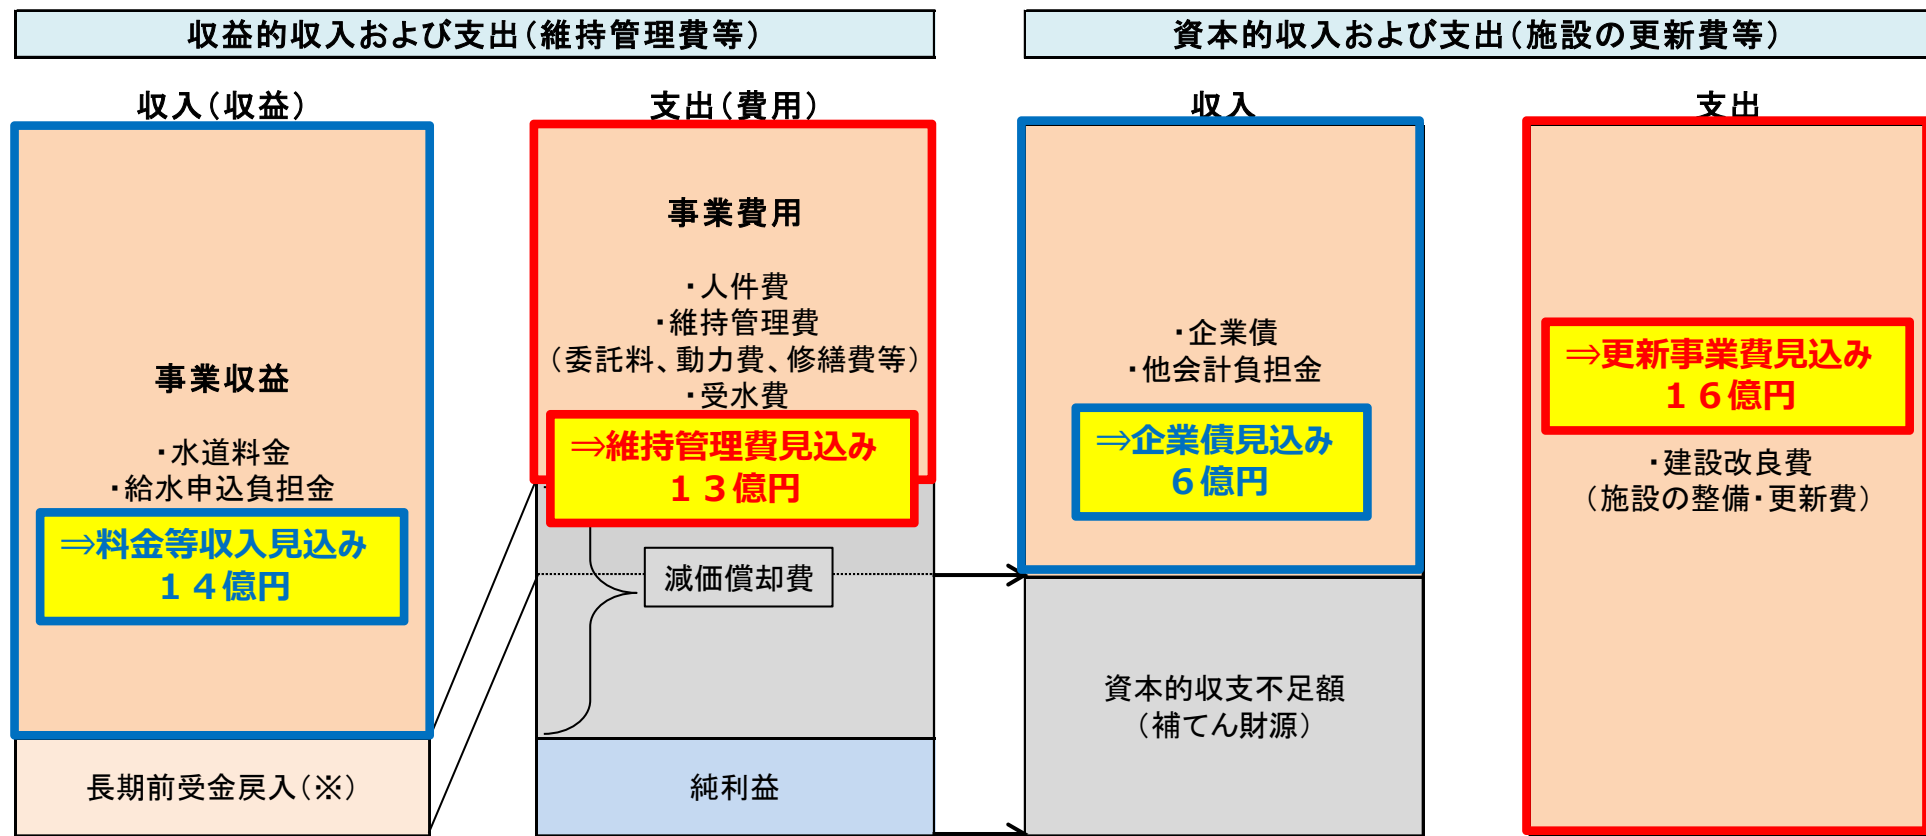 収益的収入および支出（維持管理費等）
収入（収益）
事業収益
・水道料金
・給水申込負担金
⇒料金等収入見込み
１４億円
長期前受金戻入（※）
支出（費用）
事業費用
・人件費
・維持管理費
（委託料、動力費、修繕費等）
・受水費
⇒維持管理費見込み
１３億円
減価償却費
純利益
資本的収入および支出（施設の更新費等）
収入
・企業債
・他会計負担金
⇒企業債見込み
６億円
資本的収支不足額
（補てん財源）
支出
⇒更新事業費見込み
１６億円
・建設改良費
（施設の整備・更新費）